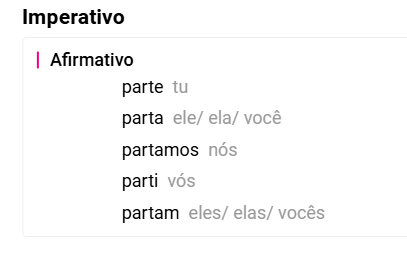 Imperativo
Afirmativo
parte tu
parta ele/ ela/ você
partamos nós
parti vós
partam eles/ elas/ vocês